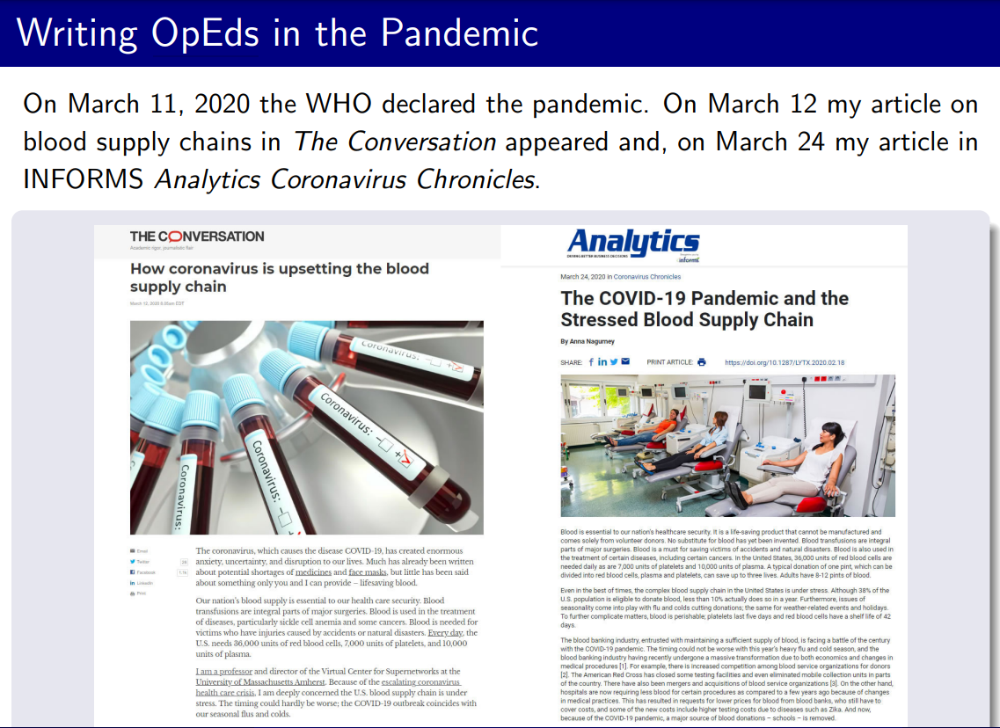 Writing OpEds in the Pandemic
On March 11, 2020 the WHO declared the pandemic. On March 12 my article on
blood supply chains in The Conversation appeared and, on March 24 my article in
INFORMS Analytics Coronavirus Chronicles.
THE CONVERSATION
Academic rigor, journalistic flair
How coronavirus is upsetting the blood
supply chain
March 12, 2020 8.08am EDT
Coronavirus:
Coronavirus: +
Coronavirus:
Coronavirus:
Email
Twitter
Facebook
LinkedIn
Print
The coronavirus, which causes the disease COVID-19, has created enormous
anxiety, uncertainty, and disruption to our lives. Much has already been written
about potential shortages of medicines and face masks, but little has been said
about something only you and I can provide – lifesaving blood.
Our nation's blood supply is essential to our health care security. Blood
transfusions are integral parts of major surgeries. Blood is used in the treatment
of diseases, particularly sickle cell anemia and some cancers. Blood is needed for
victims who have injuries caused by accidents or natural disasters. Every day, the
U.S. needs 36,000 units of red blood cells, 7,000 units of platelets, and 10,000
units of plasma.
I am a professor and director of the Virtual Center for Supernetworks at the
University of Massachusetts Amherst. Because of the escalating coronavirus
health care crisis, I am deeply concerned the U.S. blood supply chain is under
stress. The timing could hardly be worse; the COVID-19 outbreak coincides with
our seasonal flus and colds.
Analytics
DRIVING BETTER BUSINESS DECISIONS
informs
March 24, 2020 in Coronavirus Chronicles
The COVID-19 Pandemic and the
Stressed Blood Supply Chain
By Anna Nagurney
SHARE: PRINT ARTICLE: https://doi.org/10.1287/LYTX.2020.02.18
Blood is essential to our nation's healthcare security. It is a life-saving product that cannot be manufactured and
comes solely from volunteer donors. No substitute for blood has yet been invented. Blood transfusions are integral
parts of major surgeries. Blood is a must for saving victims of accidents and natural disasters. Blood is also used in
the treatment of certain diseases, including certain cancers. In the United States, 36,000 units of red blood cells are
needed daily as are 7,000 units of platelets and 10,000 units of plasma. A typical donation of one pint, which can be
divided into red blood cells, plasma and platelets, can save up to three lives. Adults have 8-12 pints of blood.
Even in the best of times, the complex blood supply chain in the United States is under stress. Although 38% of the
U.S. population is eligible to donate blood, less than 10% actually does so in a year. Furthermore, issues of
seasonality come into play with flu and colds cutting donations; the same for weather-related events and holidays.
To further complicate matters, blood is perishable; platelets last five days and red blood cells have a shelf life of 42
days.
The blood banking industry, entrusted with maintaining a sufficient supply of blood, is facing a battle of the century
with the COVID-19 pandemic. The timing could not be worse with this year's heavy flu and cold season, and the
blood banking industry having recently undergone a massive transformation due to both economics and changes in
medical procedures [1]. For example, there is increased competition among blood service organizations for donors
[2]. The American Red Cross has closed some testing facilities and even eliminated mobile collection units in parts
of the country. There have also been mergers and acquisitions of blood service organizations [3]. On the other hand,
hospitals are now requiring less blood for certain procedures as compared to a few years ago because of changes
in medical practices. This has resulted in requests for lower prices for blood from blood banks, who still have to
cover costs, and some of the new costs include higher testing costs due to diseases such as Zika. And now,
because of the COVID-19 pandemic, a major source of blood donations – schools – is removed.